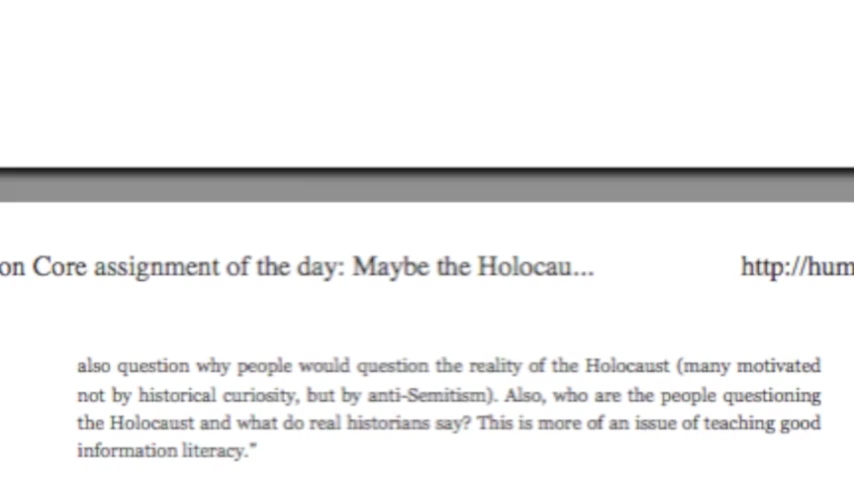 on Core assignment of the day: Maybe the Holocau... http://hum
also question why people would question the reality of the Holocaust (many motivated
not by historical curiosity, but by anti-Semitism). Also, who are the people questioning
the Holocaust and what do real historians say? This is more of an issue of teaching good
information literacy."